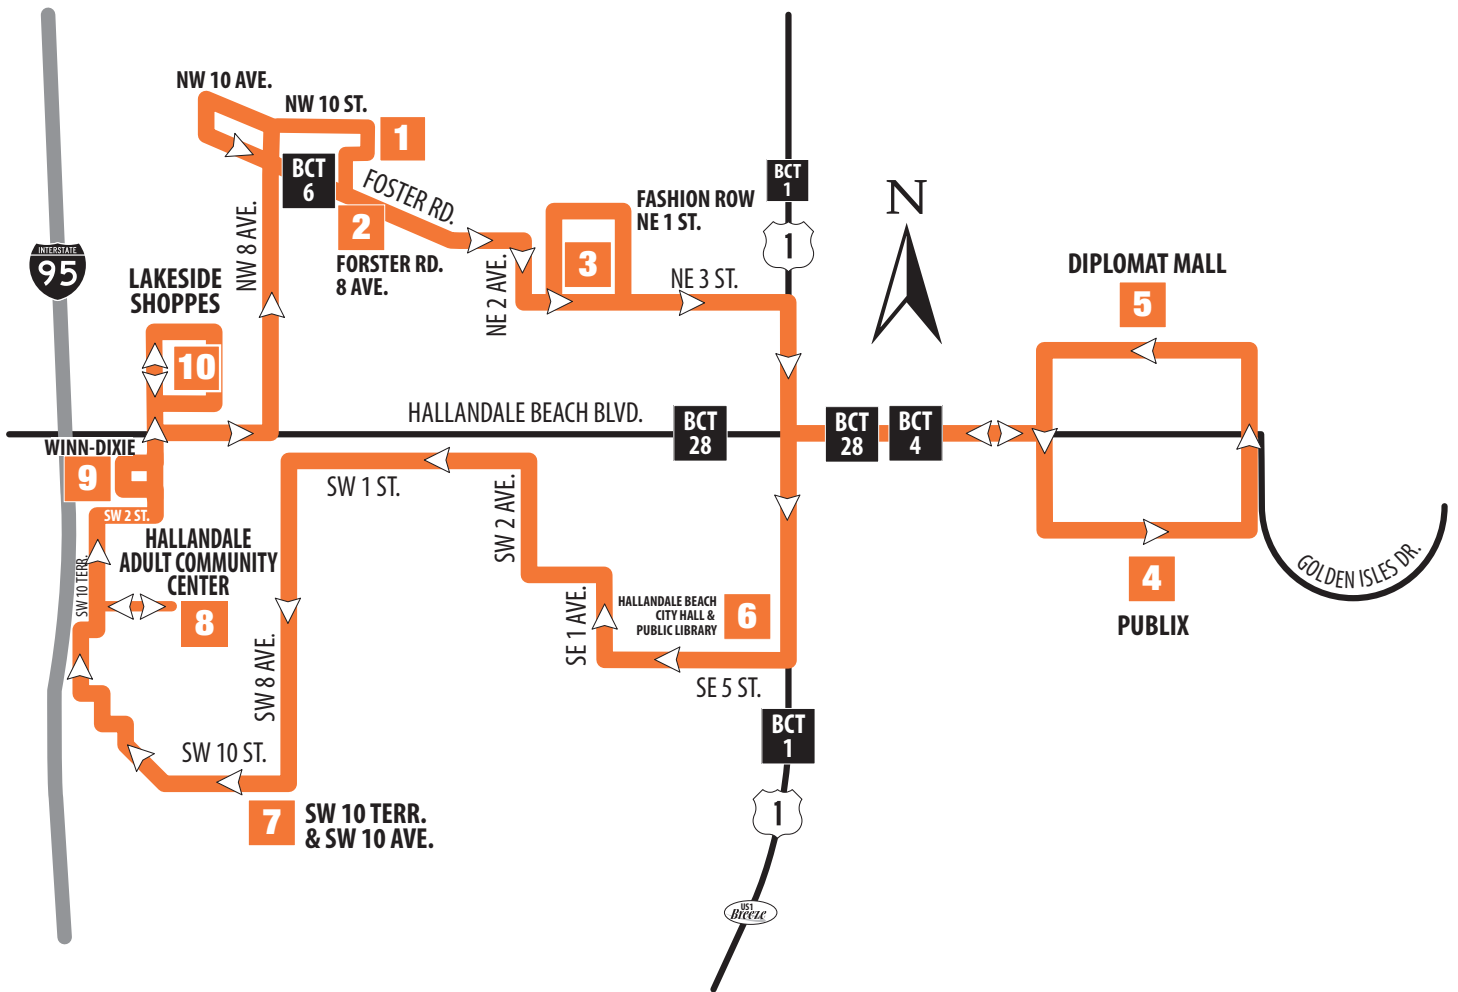 NW 10 AVE.
NW 10 ST.
1
BCT
6
FOSTER RD.
2
FORSTER RD.
8 AVE.
NW 8 AVE.
INTERSTATE
95
LAKESIDE
SHOPPES
10
FASHION ROW
NE 1 ST.
3
NE 2 AVE.
NE 3 ST.
BCT
1
1
N
DIPLOMAT MALL
5
HALLANDALE BEACH BLVD.
BCT
28
BCT
28
BCT
4
WINN-DIXIE
9
SW 2 ST.
HALLANDALE
ADULT COMMUNITY
CENTER
8
SW 10 TERR.
SW 1 ST.
SW 2 AVE.
SE 1 AVE.
HALLANDALE BEACH
CITY HALL &
PUBLIC LIBRARY
6
SE 5 ST.
4
PUBLIX
GOLDEN ISLES DR.
SW 8 AVE.
SW 10 ST.
7
SW 10 TERR.
& SW 10 AVE.
BCT
1
1
US1
Breeze